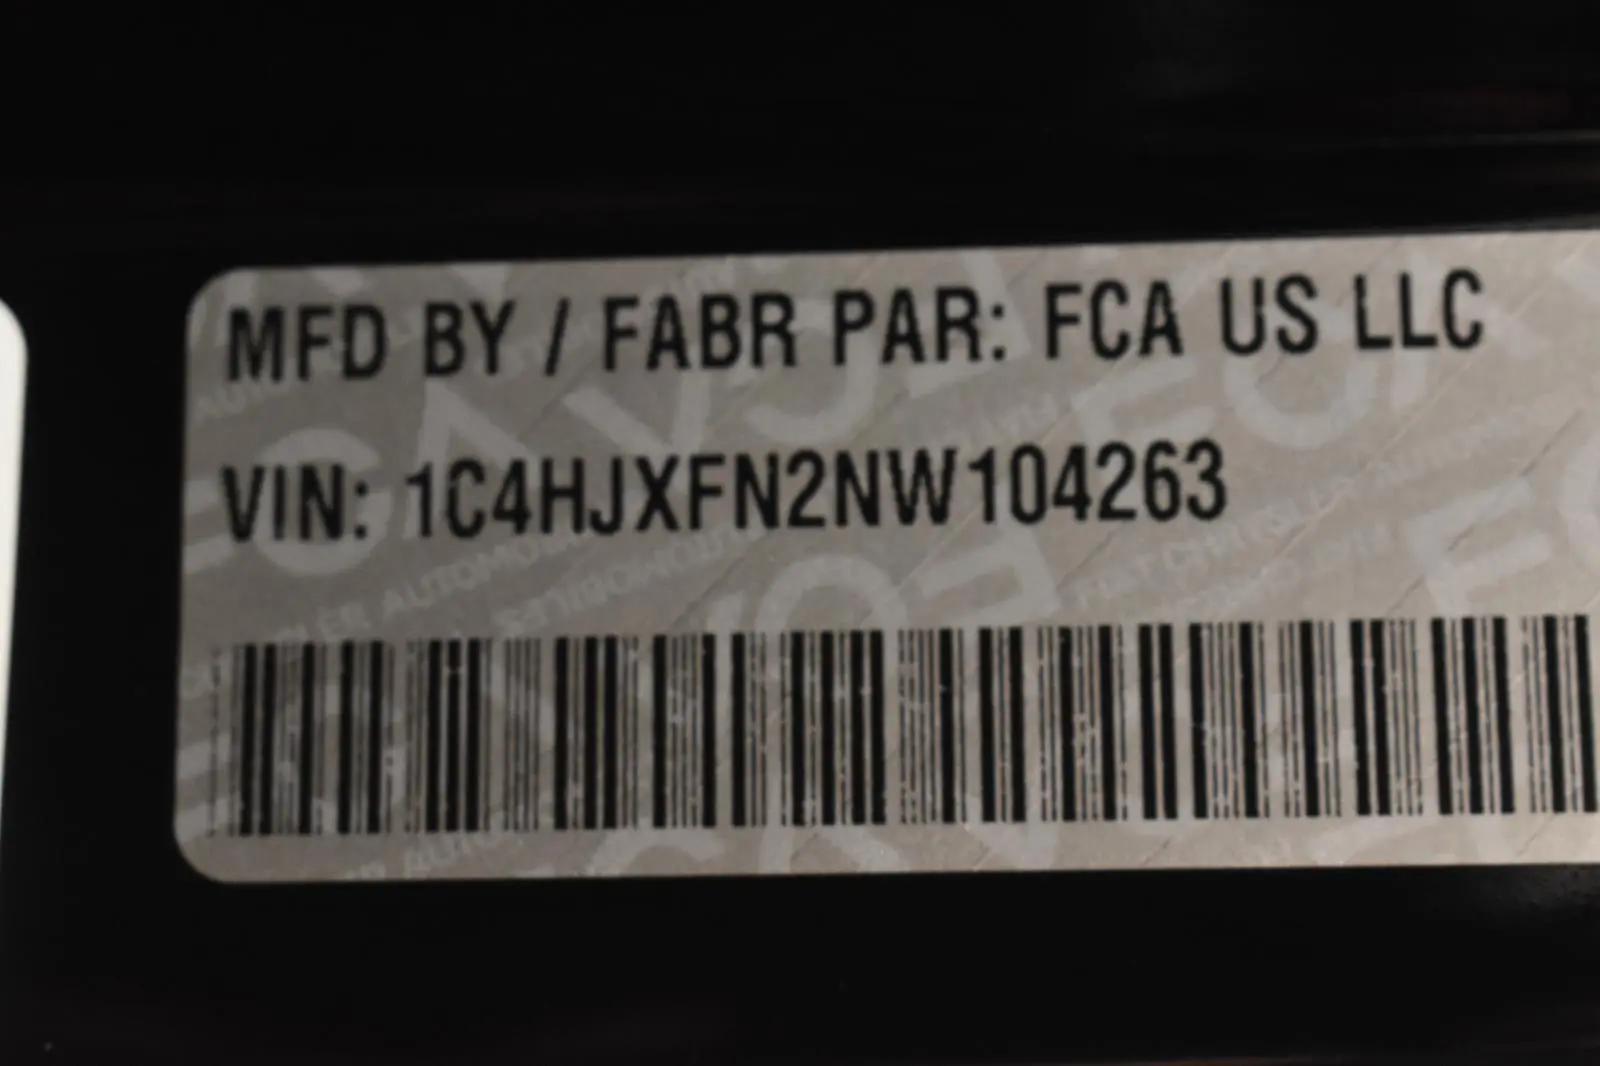 MFD BY / FABR PAR: FCA US LLC
VIN: 1C4HJXFN2NW104263